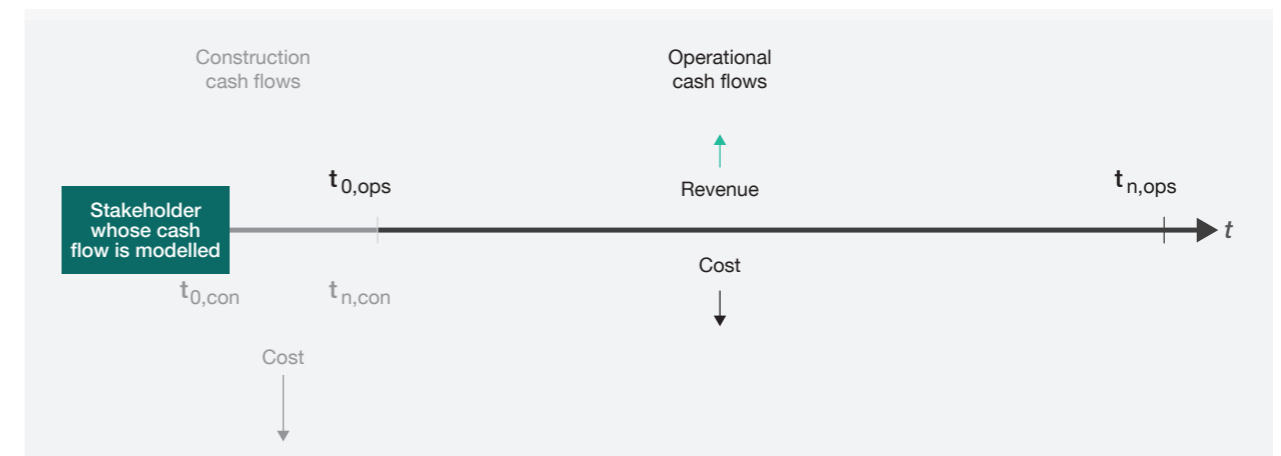 Construction
cash flows
Operational
cash flows
t0,ops
Revenue
tn,ops
Stakeholder
whose cash
flow is modelled
t
Cost
t0,con
tn,con
Cost